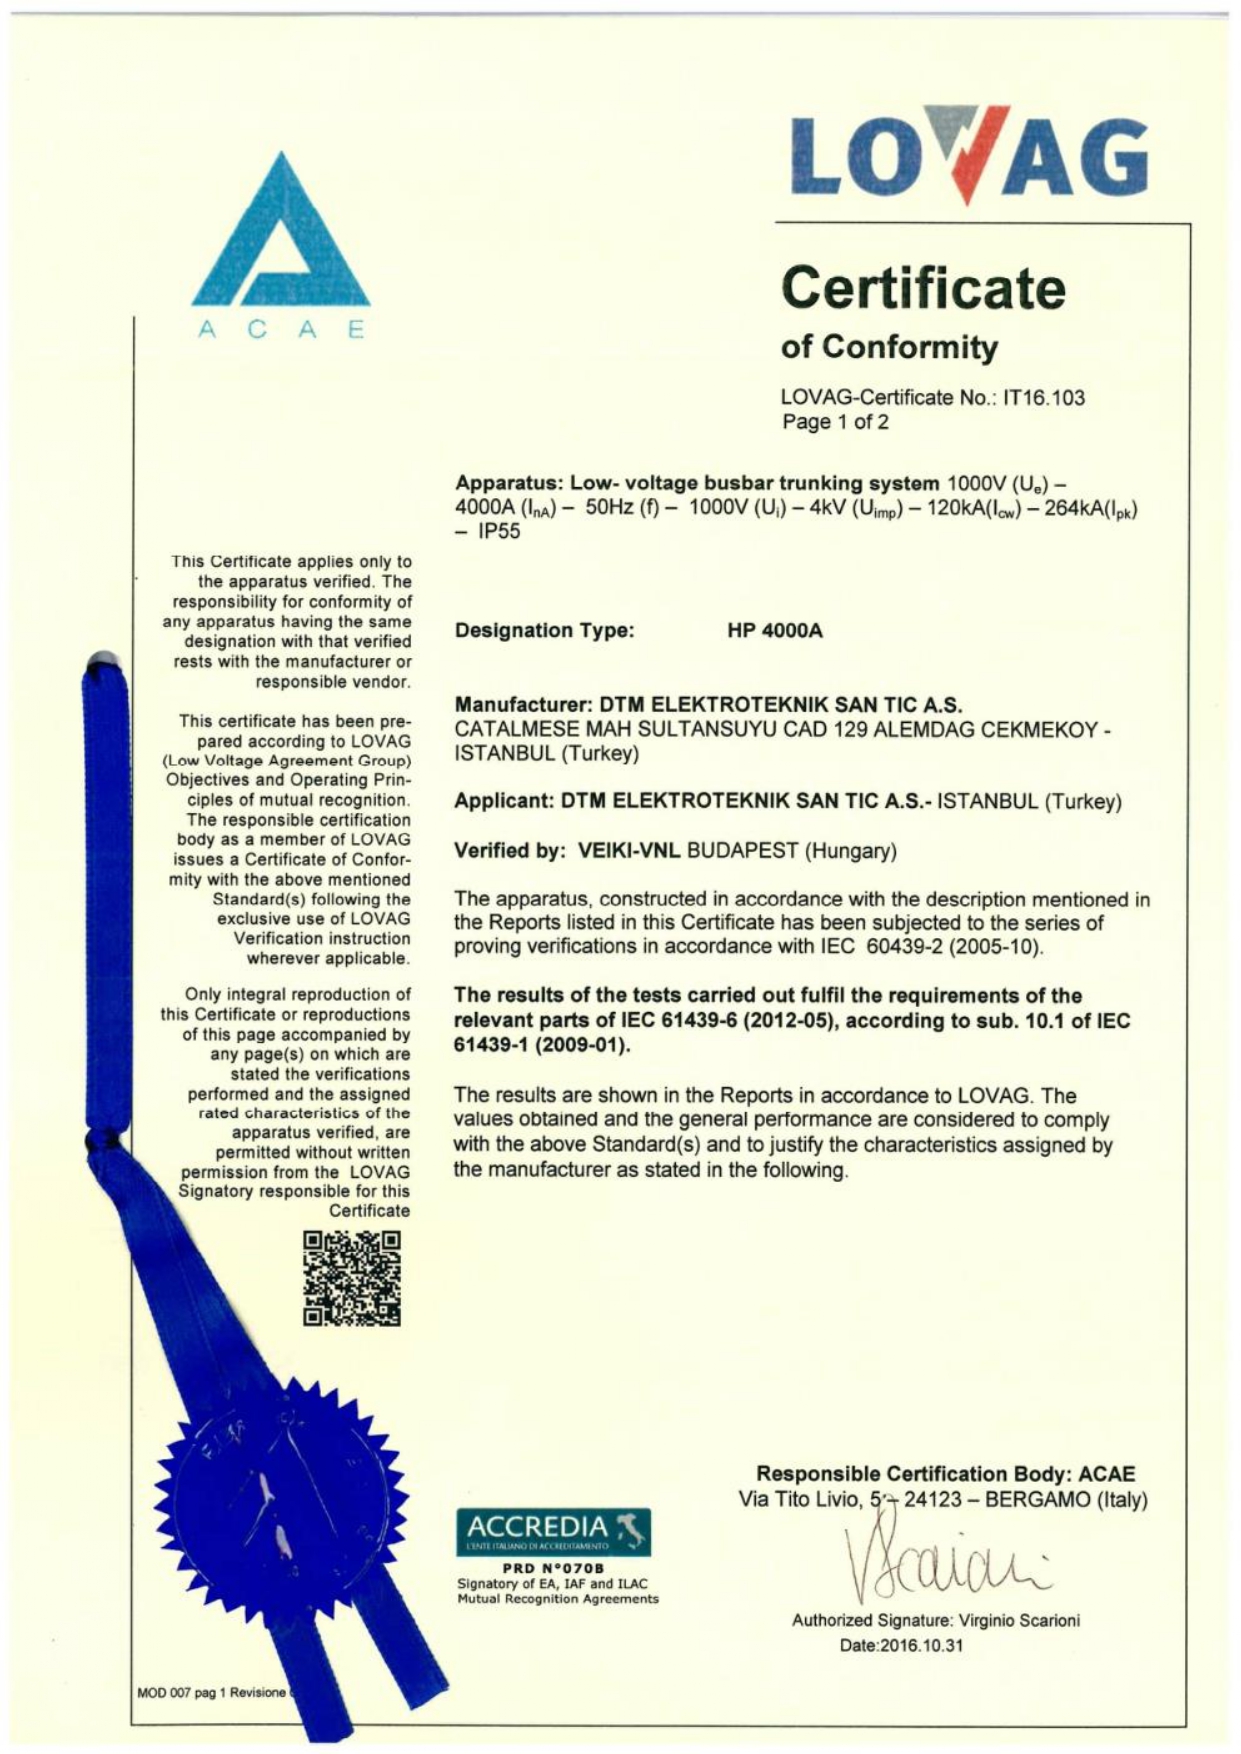 LOVAG
ACAE
Certificate
of Conformity
LOVAG-Certificate No.: IT16.103
Page 1 of 2
Apparatus: Low- voltage busbar trunking system 1000V (Ue) –
4000A (InA) – 50Hz (f) – 1000V (Ui) – 4kV (Uimp) – 120kA(Icw) – 264kA(Ipk)
– IP55
This Certificate applies only to
the apparatus verified. The
responsibility for conformity of
any apparatus having the same
designation with that verified
rests with the manufacturer or
responsible vendor.
This certificate has been pre-
pared according to LOVAG
(Low Voltage Agreement Group)
Objectives and Operating Prin-
ciples of mutual recognition.
The responsible certification
body as a member of LOVAG
issues a Certificate of Confor-
mity with the above mentioned
Standard(s) following the
exclusive use of LOVAG
Verification instruction
wherever applicable.
Only integral reproduction of
this Certificate or reproductions
of this page accompanied by
any page(s) on which are
stated the verifications
performed and the assigned
rated characteristics of the
apparatus verified, are
permitted without written
permission from the LOVAG
Signatory responsible for this
Certificate
Designation Type: HP 4000A
Manufacturer: DTM ELEKTROTEKNIK SAN TIC A.S.
CATALMESE MAH SULTANSUYU CAD 129 ALEMDAG CEKMEKOY -
ISTANBUL (Turkey)
Applicant: DTM ELEKTROTEKNIK SAN TIC A.S.- ISTANBUL (Turkey)
Verified by: VEIKI-VNL BUDAPEST (Hungary)
The apparatus, constructed in accordance with the description mentioned in
the Reports listed in this Certificate has been subjected to the series of
proving verifications in accordance with IEC 60439-2 (2005-10).
The results of the tests carried out fulfil the requirements of the
relevant parts of IEC 61439-6 (2012-05), according to sub. 10.1 of IEC
61439-1 (2009-01).
The results are shown in the Reports in accordance to LOVAG. The
values obtained and the general performance are considered to comply
with the above Standard(s) and to justify the characteristics assigned by
the manufacturer as stated in the following.
Responsible Certification Body: ACAE
Via Tito Livio, 5 – 24123 – BERGAMO (Italy)
ACCREDIA
L'ENTE ITALIANO DI ACCREDITAMENTO
PRD N°070B
Signatory of EA, IAF and ILAC
Mutual Recognition Agreements
Scarioni
Authorized Signature: Virginio Scarioni
Date:2016.10.31
MOD 007 pag 1 Revisione